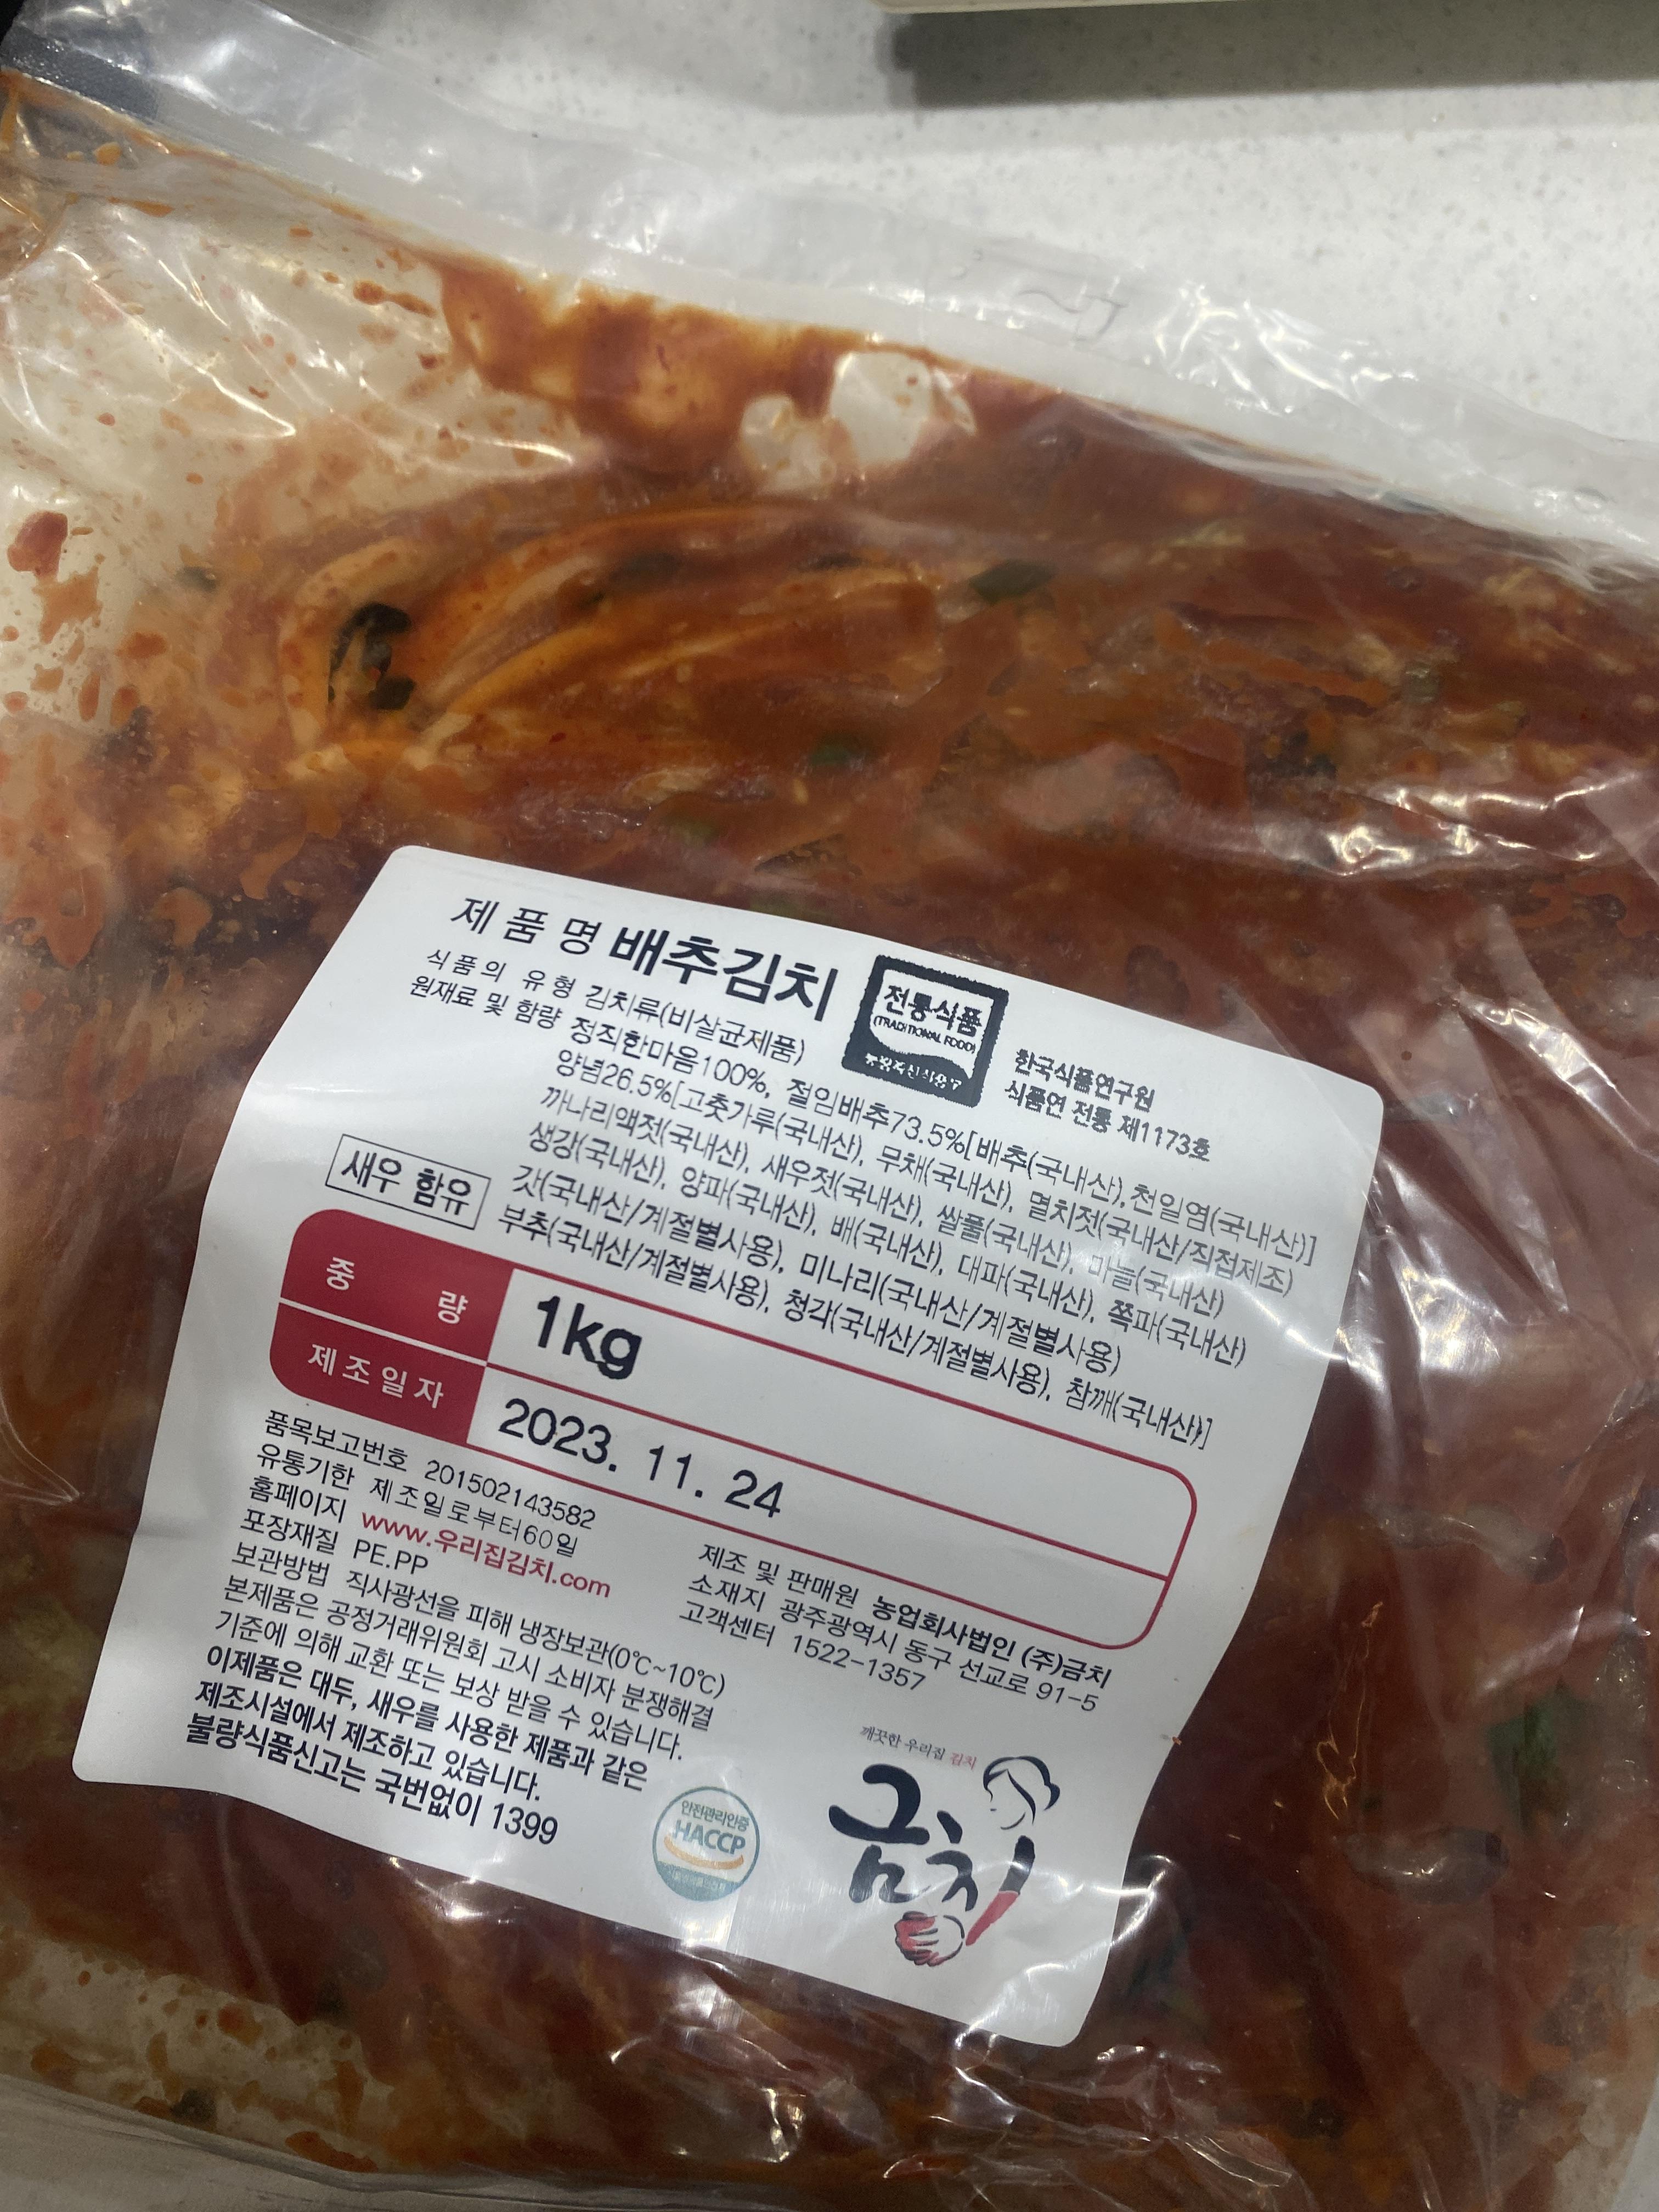 제 품 명 배추김치
전통식품
(TRADITIONAL FOOD)
한국식품연구원
식품연 전통 제1173호
식품의 유형 김치류(비살균제품)
원재료 및 함량 정직한마음100%, 절임배추73.5%[배추(국내산),천일염(국내산)]
양념26.5%[고춧가루(국내산), 무채(국내산), 멸치젓(국내산/직접제조)
까나리액젓(국내산), 새우젓(국내산), 쌀풀(국내산), 마늘(국내산)
생강(국내산), 양파(국내산), 배(국내산), 대파(국내산), 쪽파(국내산)
갓(국내산/계절별사용), 미나리(국내산/계절별사용)
부추(국내산/계절별사용), 청각(국내산/계절별사용), 참깨(국내산)]
새우 함유
중 량 1kg
제조일자 2023. 11. 24
품목보고번호 201502143582
유통기한 제조일로부터60일
홈페이지 www.우리집김치.com
포장재질 PE.PP
보관방법 직사광선을 피해 냉장보관(0℃~10℃)
본제품은 공정거래위원회 고시 소비자 분쟁해결
기준에 의해 교환 또는 보상 받을 수 있습니다.
이제품은 대두, 새우를 사용한 제품과 같은
제조시설에서 제조하고 있습니다.
불량식품신고는 국번없이 1399
제조 및 판매원 농업회사법인 (주)금치
소재지 광주광역시 동구 선교로 91-5
고객센터 1522-1357
안전관리인증
HACCP
깨끗한 우리집 김치
금치